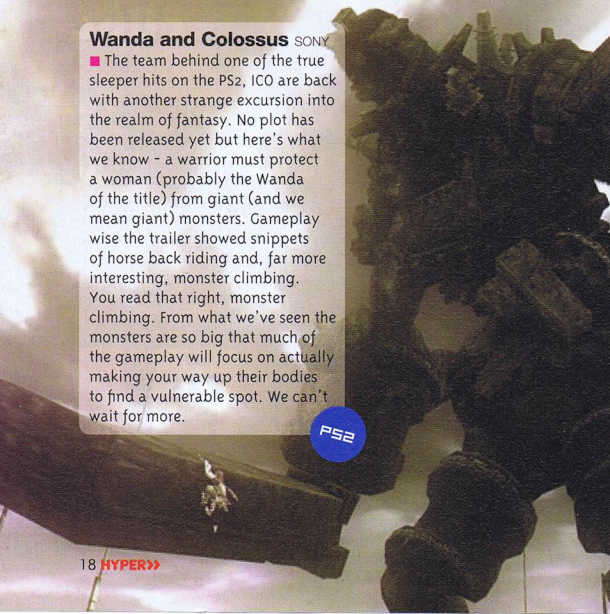 Wanda and Colossus SONY
The team behind one of the true
sleeper hits on the PS2, ICO are back
with another strange excursion into
the realm of fantasy. No plot has
been released yet but here's what
we know - a warrior must protect
a woman (probably the Wanda
of the title) from giant (and we
mean giant) monsters. Gameplay
wise the trailer showed snippets
of horse back riding and, far more
interesting, monster climbing.
You read that right, monster
climbing. From what we've seen the
monsters are so big that much of
the gameplay will focus on actually
making your way up their bodies
to find a vulnerable spot. We can't
wait for more.
PS2
18 HYPER>>